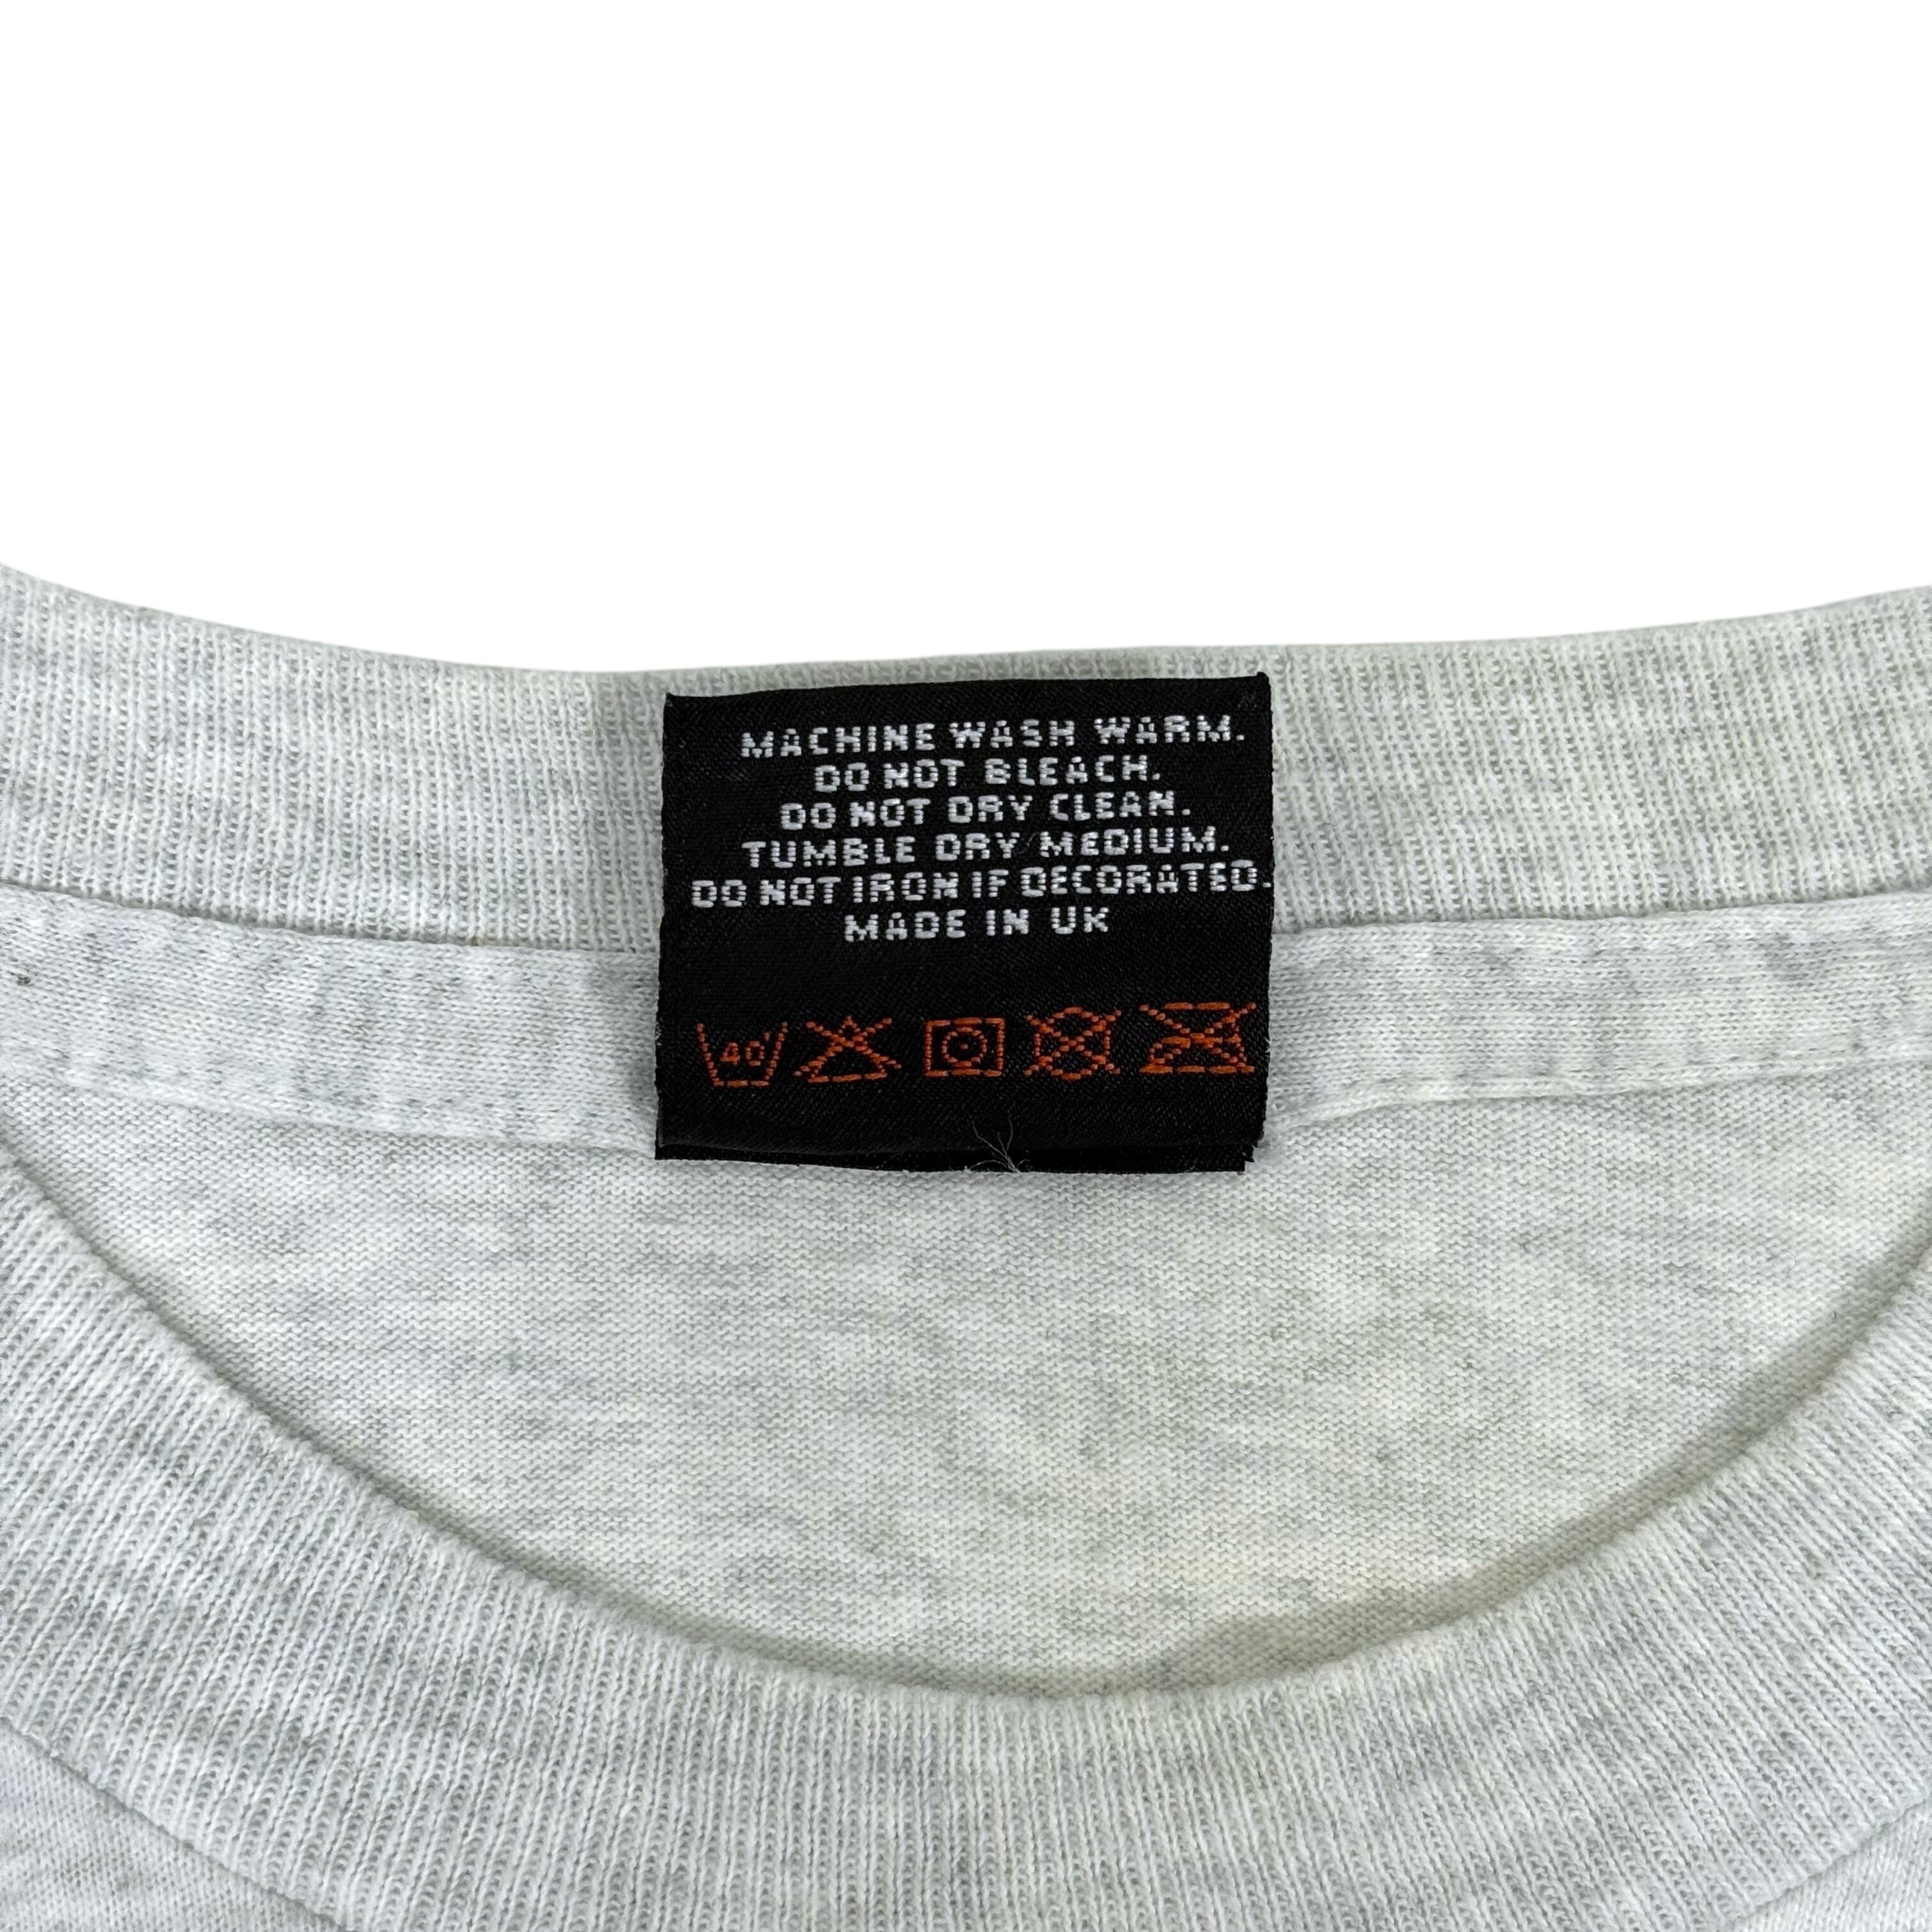 MACHINE WASH WARM.
DO NOT BLEACH.
DO NOT DRY CLEAN.
TUMBLE DRY MEDIUM.
DO NOT IRON IF DECORATED.
MADE IN UK
40